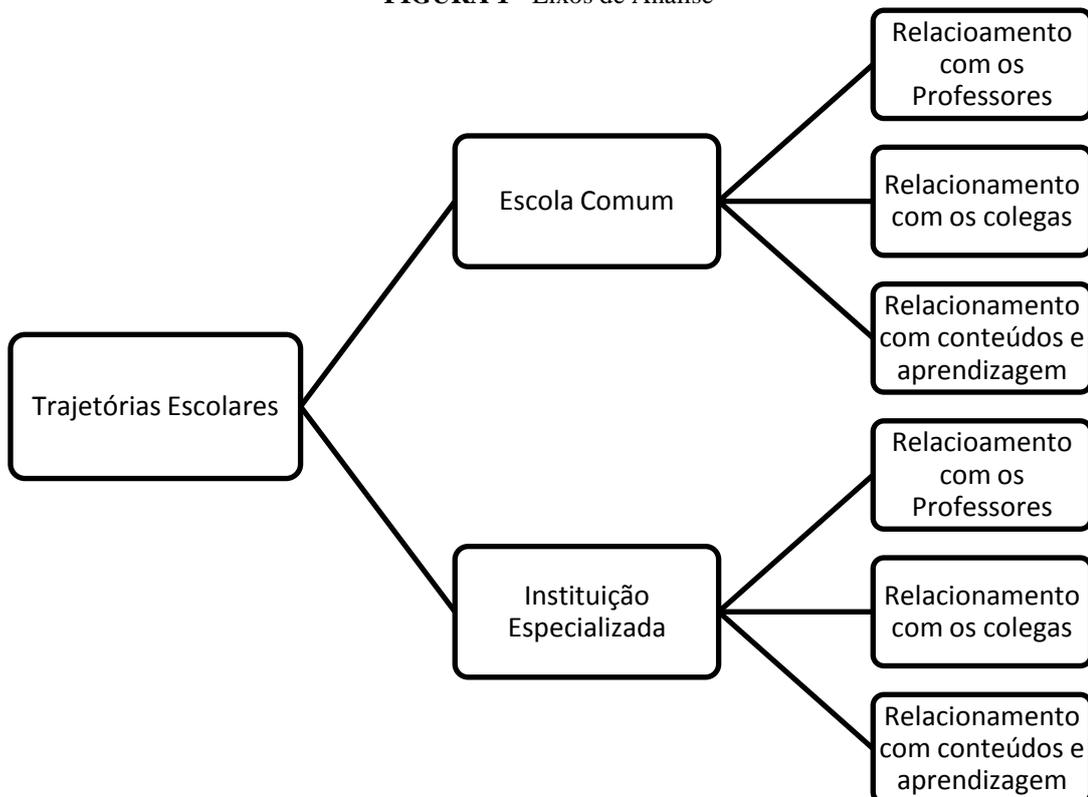 FIGURA 1 - Eixos de Análise
Relacioamento
com os
Professores
Escola Comum
Relacionamento
com os colegas
Relacionamento
com conteúdos e
aprendizagem
Trajetórias Escolares
Relacioamento
com os
Professores
Instituição
Especializada
Relacionamento
com os colegas
Relacionamento
com conteúdos e
aprendizagem